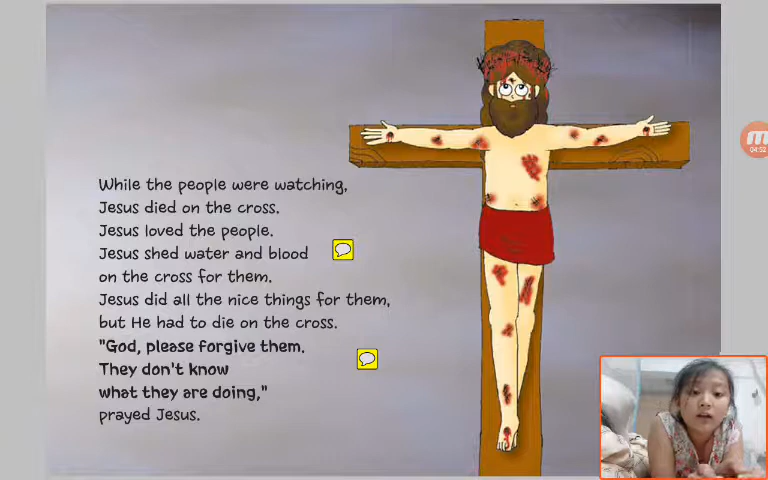 While the people were watching,
Jesus died on the cross.
Jesus loved the people.
Jesus shed water and blood
on the cross for them.
Jesus did all the nice things for them,
but He had to die on the cross.
"God, please forgive them.
They don't know
what they are doing,"
prayed Jesus.
04:52